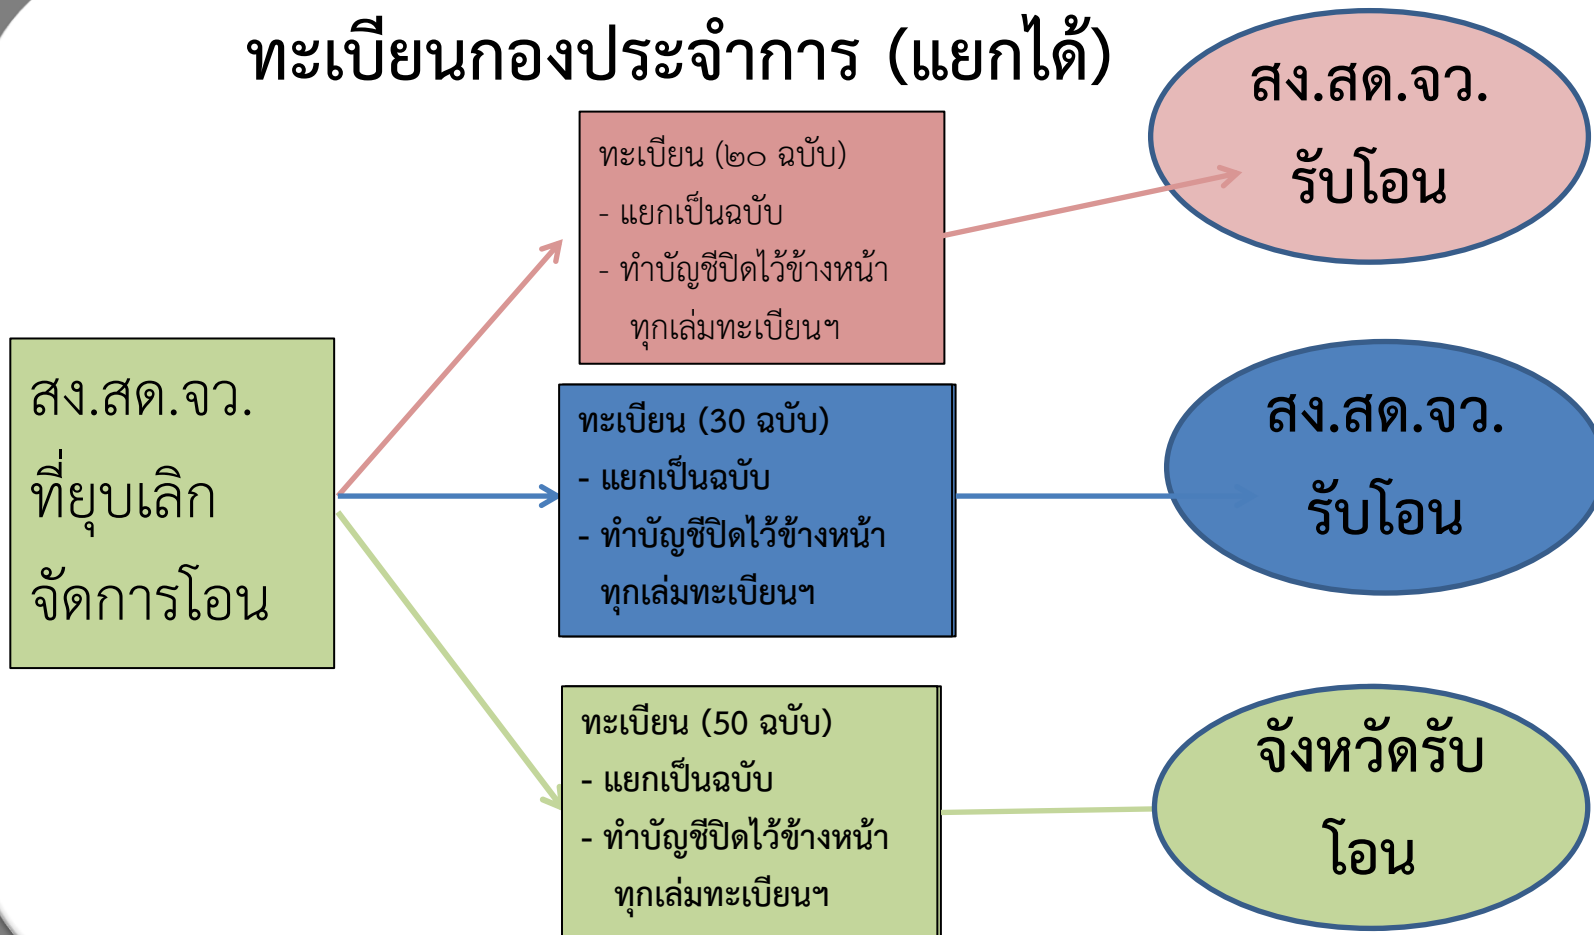 ทะเบียนกองประจำการ (แยกได้)
สง.สด.จว.
ที่ยุบเลิก
จัดการโอน
ทะเบียน (๒๐ ฉบับ)
- แยกเป็นฉบับ
- ทำบัญชีปิดไว้ข้างหน้า
ทุกเล่มทะเบียนฯ
สง.สด.จว.
รับโอน
ทะเบียน (30 ฉบับ)
- แยกเป็นฉบับ
- ทำบัญชีปิดไว้ข้างหน้า
ทุกเล่มทะเบียนฯ
สง.สด.จว.
รับโอน
ทะเบียน (50 ฉบับ)
- แยกเป็นฉบับ
- ทำบัญชีปิดไว้ข้างหน้า
ทุกเล่มทะเบียนฯ
จังหวัดรับ
โอน